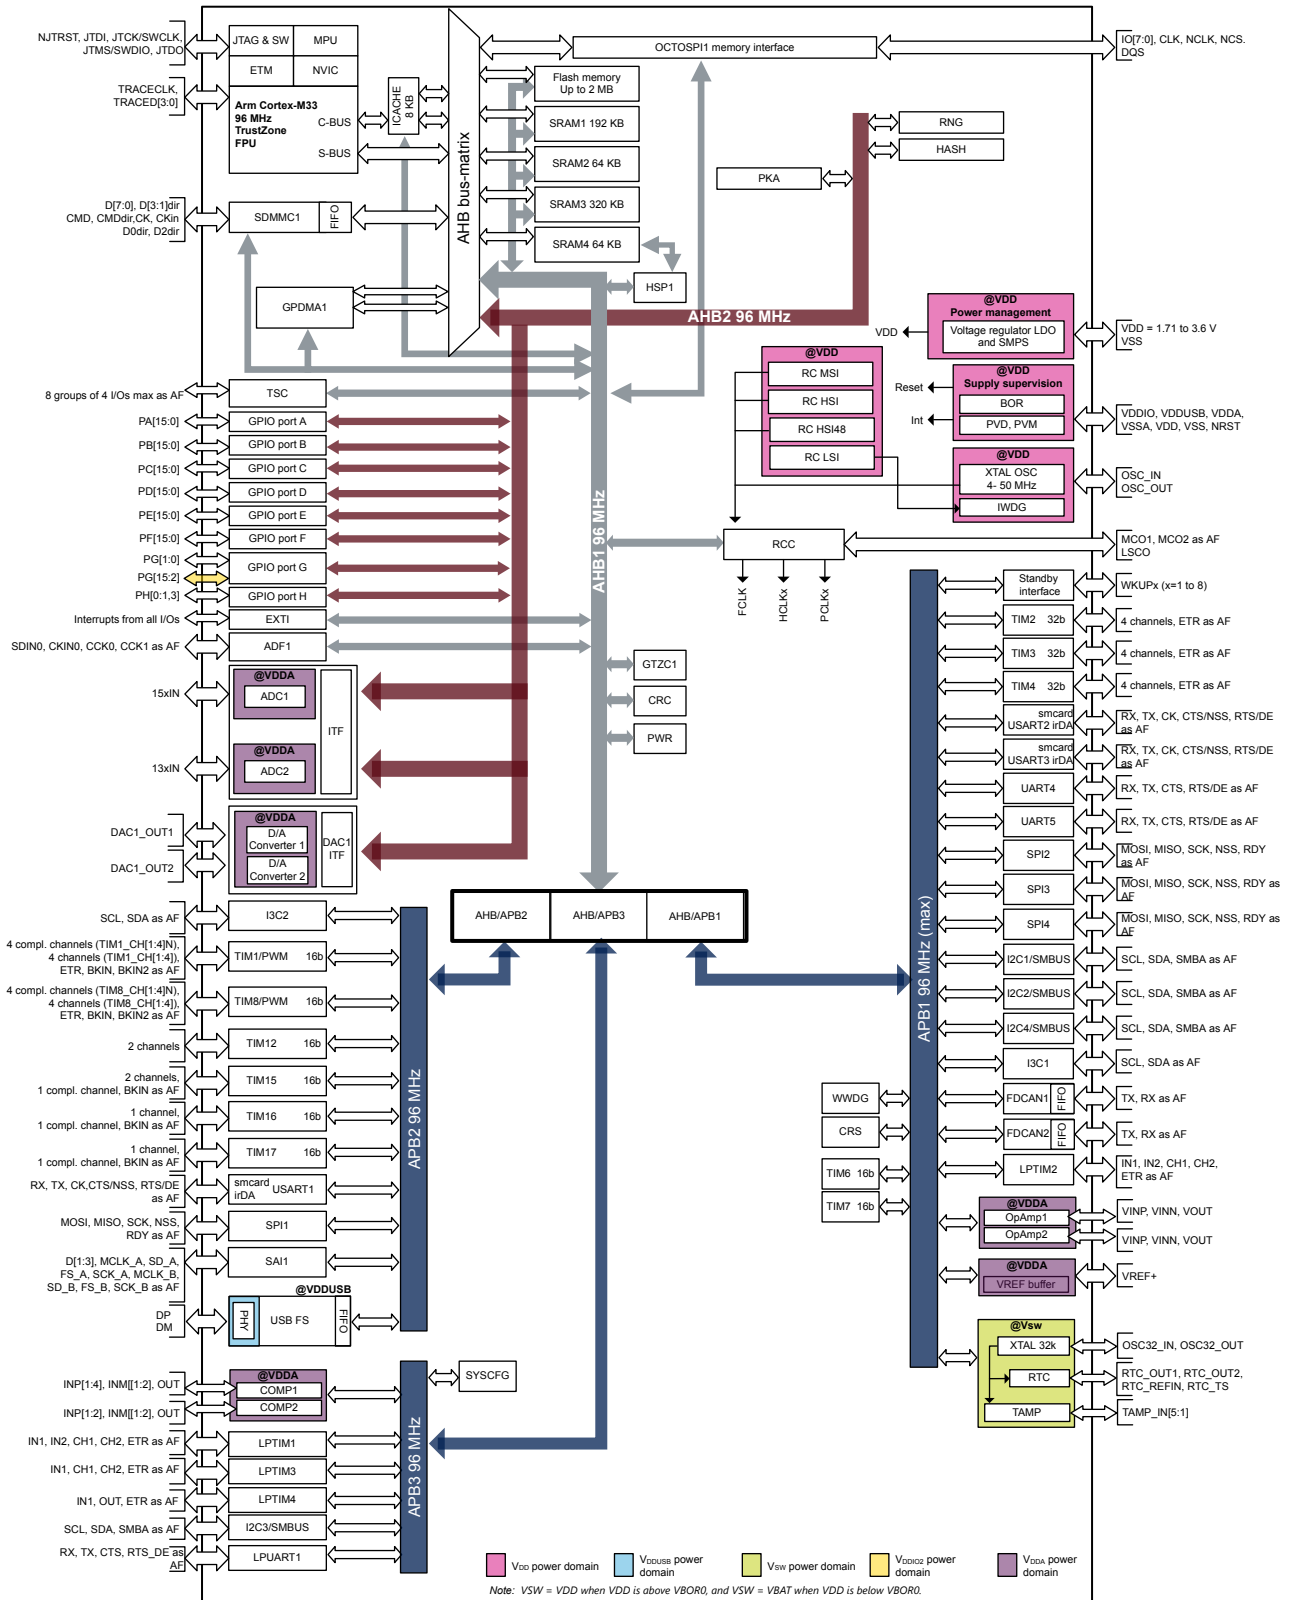 NJTRST, JTDI, JTCK/SWCLK,
JTMS/SWDIO, JTDO
TRACECLK,
TRACED[3:0]
JTAG & SW
MPU
ETM
NVIC
Arm Cortex-M33
96 MHz
TrustZone
FPU
C-BUS
S-BUS
ICACHE
8 KB
AHB bus-matrix
OCTOSPI1 memory interface
IO[7:0], CLK, NCLK, NCS.
DQS
Flash memory
Up to 2 MB
SRAM1 192 KB
SRAM2 64 KB
SRAM3 320 KB
SRAM4 64 KB
HSP1
RNG
HASH
PKA
D[7:0], D[3:1]dir
CMD, CMDdir,CK, CKin
D0dir, D2dir
SDMMC1
FIFO
GPDMA1
AHB2 96 MHz
AHB1 96 MHz
@VDD
Power management
Voltage regulator LDO
and SMPS
VDD
VDD = 1.71 to 3.6 V
VSS
@VDD
RC MSI
RC HSI
RC HSI48
RC LSI
@VDD
Supply supervision
BOR
PVD, PVM
Reset
Int
VDDIO, VDDUSB, VDDA,
VSSA, VDD, VSS, NRST
@VDD
XTAL OSC
4- 50 MHz
IWDG
OSC_IN
OSC_OUT
RCC
MCO1, MCO2 as AF
LSCO
FCLK
HCLKx
PCLKx
8 groups of 4 I/Os max as AF
TSC
PA[15:0]
GPIO port A
PB[15:0]
GPIO port B
PC[15:0]
GPIO port C
PD[15:0]
GPIO port D
PE[15:0]
GPIO port E
PF[15:0]
GPIO port F
PG[1:0]
PG[15:2]
GPIO port G
PH[0:1,3]
GPIO port H
Interrupts from all I/Os
EXTI
SDIN0, CKIN0, CCK0, CCK1 as AF
ADF1
15xIN
@VDDA
ADC1
ITF
13xIN
@VDDA
ADC2
DAC1_OUT1
DAC1_OUT2
@VDDA
D/A
Converter 1
D/A
Converter 2
DAC1
ITF
GTZC1
CRC
PWR
AHB/APB2
AHB/APB3
AHB/APB1
SCL, SDA as AF
I3C2
4 compl. channels (TIM1_CH[1:4]N),
4 channels (TIM1_CH[1:4]),
ETR, BKIN, BKIN2 as AF
TIM1/PWM 16b
4 compl. channels (TIM8_CH[1:4]N),
4 channels (TIM8_CH[1:4]),
ETR, BKIN, BKIN2 as AF
TIM8/PWM 16b
2 channels
TIM12 16b
2 channels,
1 compl. channel, BKIN as AF
TIM15 16b
1 channel,
1 compl. channel, BKIN as AF
TIM16 16b
1 channel,
1 compl. channel, BKIN as AF
TIM17 16b
RX, TX, CK,CTS/NSS, RTS/DE
as AF
smcard
irDA
USART1
MOSI, MISO, SCK, NSS,
RDY as AF
SPI1
D[1:3], MCLK_A, SD_A,
FS_A, SCK_A, MCLK_B,
SD_B, FS_B, SCK_B as AF
SAI1
@VDDUSB
DP
DM
PHY
USB FS
FIFO
APB2 96 MHz
INP[1:4], INM[[1:2], OUT
INP[1:2], INM[[1:2], OUT
@VDDA
COMP1
COMP2
SYSCFG
IN1, IN2, CH1, CH2, ETR as AF
LPTIM1
IN1, CH1, CH2, ETR as AF
LPTIM3
IN1, OUT, ETR as AF
LPTIM4
SCL, SDA, SMBA as AF
I2C3/SMBUS
RX, TX, CTS, RTS_DE as
AF
LPUART1
APB3 96 MHz
APB1 96 MHz (max)
Standby
interface
WKUPx (x=1 to 8)
TIM2 32b
4 channels, ETR as AF
TIM3 32b
4 channels, ETR as AF
TIM4 32b
4 channels, ETR as AF
smcard
USART2 irDA
RX, TX, CK, CTS/NSS, RTS/DE
as AF
smcard
USART3 irDA
RX, TX, CK, CTS/NSS, RTS/DE
as AF
UART4
RX, TX, CTS, RTS/DE as AF
UART5
RX, TX, CTS, RTS/DE as AF
SPI2
MOSI, MISO, SCK, NSS, RDY
as AF
SPI3
MOSI, MISO, SCK, NSS, RDY as
AF
SPI4
MOSI, MISO, SCK, NSS, RDY as
AF
I2C1/SMBUS
SCL, SDA, SMBA as AF
I2C2/SMBUS
SCL, SDA, SMBA as AF
I2C4/SMBUS
SCL, SDA, SMBA as AF
I3C1
SCL, SDA as AF
WWDG
FDCAN1
FIFO
TX, RX as AF
CRS
FDCAN2
FIFO
TX, RX as AF
TIM6 16b
LPTIM2
IN1, IN2, CH1, CH2,
ETR as AF
TIM7 16b
@VDDA
OpAmp1
OpAmp2
VINP, VINN, VOUT
VINP, VINN, VOUT
@VDDA
VREF buffer
VREF+
@Vsw
XTAL 32k
RTC
TAMP
OSC32_IN, OSC32_OUT
RTC_OUT1, RTC_OUT2,
RTC_REFIN, RTC_TS
TAMP_IN[5:1]
VDD power domain
VDDUSB power
domain
VSW power domain
VDDIO2 power
domain
VDDA power
domain
Note: VSW = VDD when VDD is above VBOR0, and VSW = VBAT when VDD is below VBOR0.